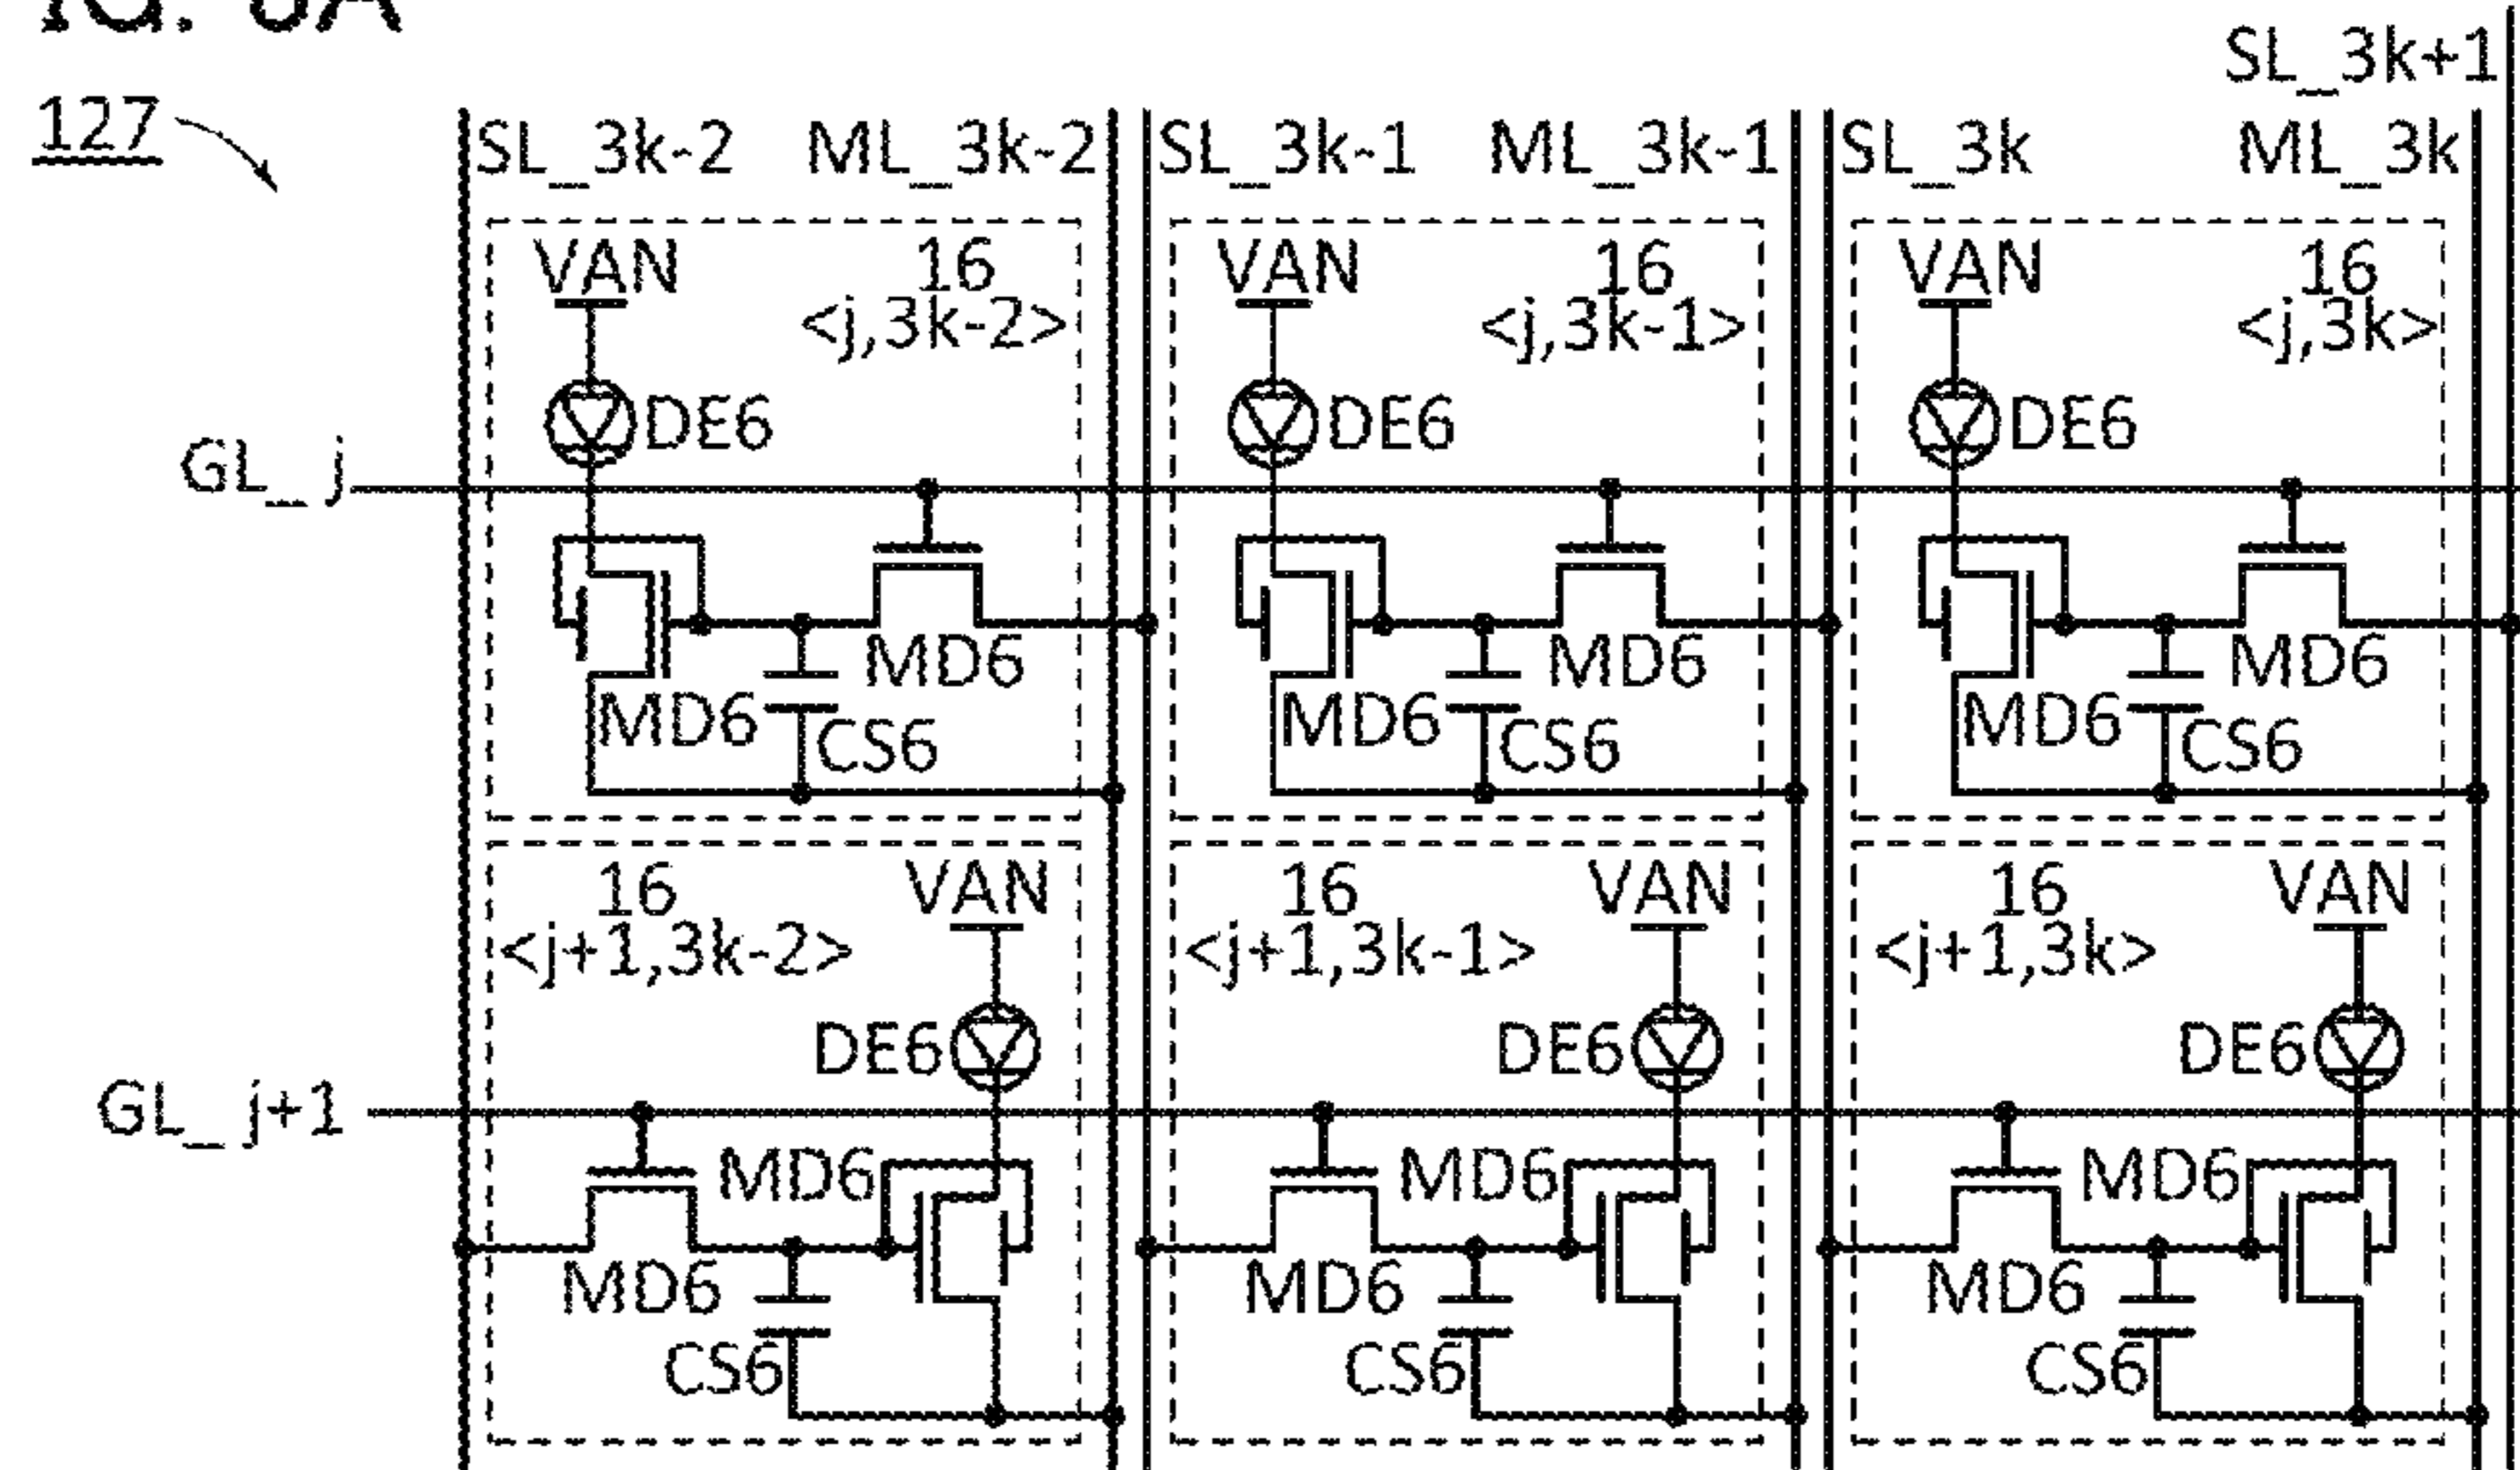 127
SL_3k+1
SL_3k-2 ML_3k-2 SL_3k-1 ML_3k-1 SL_3k ML_3k
VAN 16 VAN 16 VAN 16
<j,3k-2> <j,3k-1> <j,3k>
DE6 DE6 DE6
GL_j
MD6 MD6 MD6
MD6 MD6 MD6
CS6 CS6 CS6
16 VAN 16 VAN 16 VAN
<j+1,3k-2> <j+1,3k-1> <j+1,3k>
DE6 DE6 DE6
GL_j+1
MD6 MD6 MD6
MD6 MD6 MD6
CS6 CS6 CS6